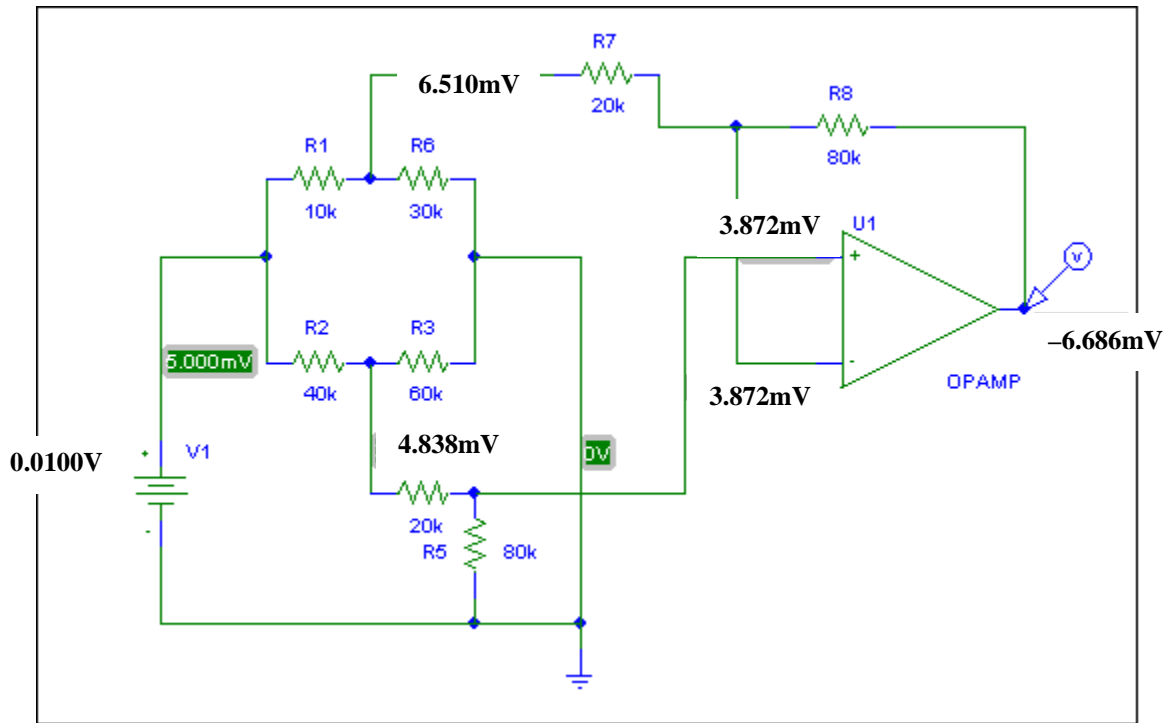 R7
6.510mV
20k
R8
80k
R1
R6
10k
30k
3.872mV
U1
+
v
R2
R3
5.000mV
-
–6.686mV
40k
60k
3.872mV
OPAMP
4.838mV
0V
0.0100V
+
V1
-
20k
R5
80k